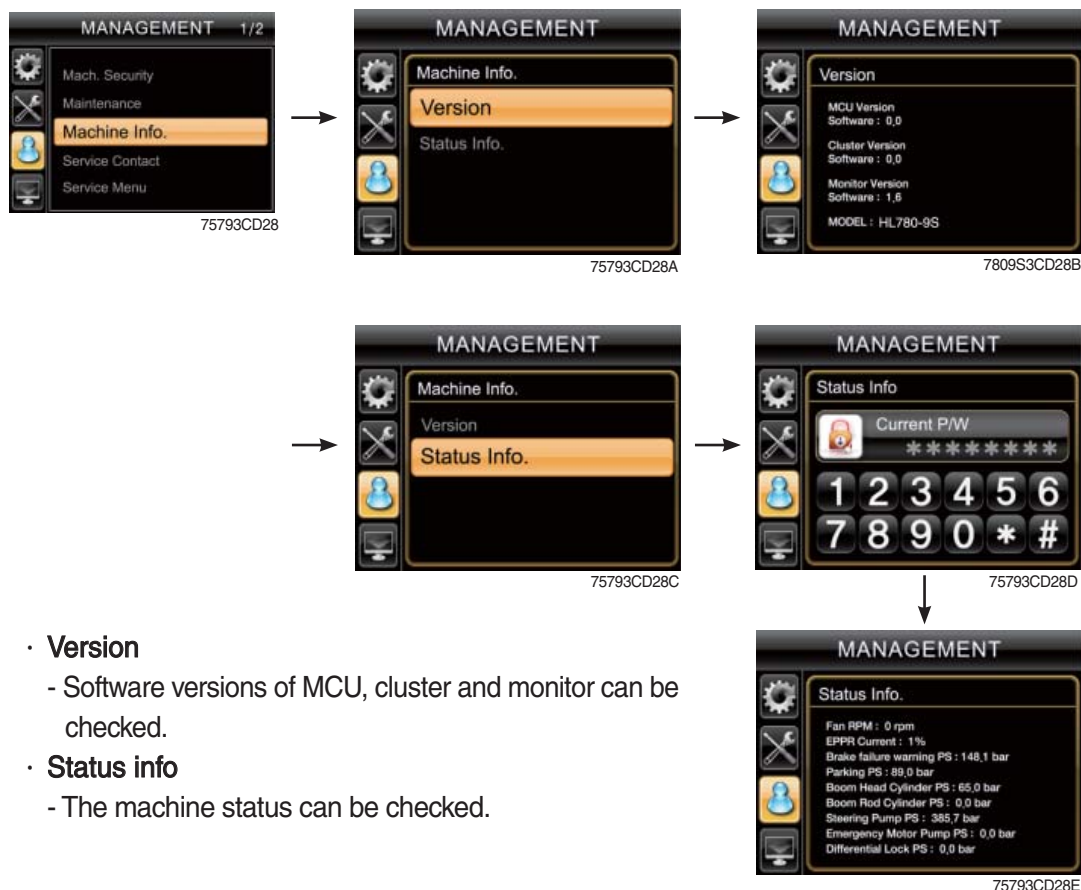 MANAGEMENT 1/2
Mach. Security
Maintenance
Machine Info.
Service Contact
Service Menu
75793CD28
MANAGEMENT
Machine Info.
Version
Status Info.
75793CD28A
MANAGEMENT
Version
MCU Version
Software : 0,0
Cluster Version
Software : 0,0
Monitor Version
Software : 1,6
MODEL : HL780-9S
7809S3CD28B
MANAGEMENT
Machine Info.
Version
Status Info.
75793CD28C
MANAGEMENT
Status Info
Current P/W
********
1 2 3 4 5 6
7 8 9 0 * #
75793CD28D
· Version
- Software versions of MCU, cluster and monitor can be
checked.
· Status info
- The machine status can be checked.
MANAGEMENT
Status Info.
Fan RPM : 0 rpm
EPPR Current : 1%
Brake failure warning PS : 148,1 bar
Parking PS : 89,0 bar
Boom Head Cylinder PS : 65,0 bar
Boom Rod Cylinder PS : 0,0 bar
Steering Pump PS : 385,7 bar
Emergency Motor Pump PS : 0,0 bar
Differential Lock PS : 0,0 bar
75793CD28E